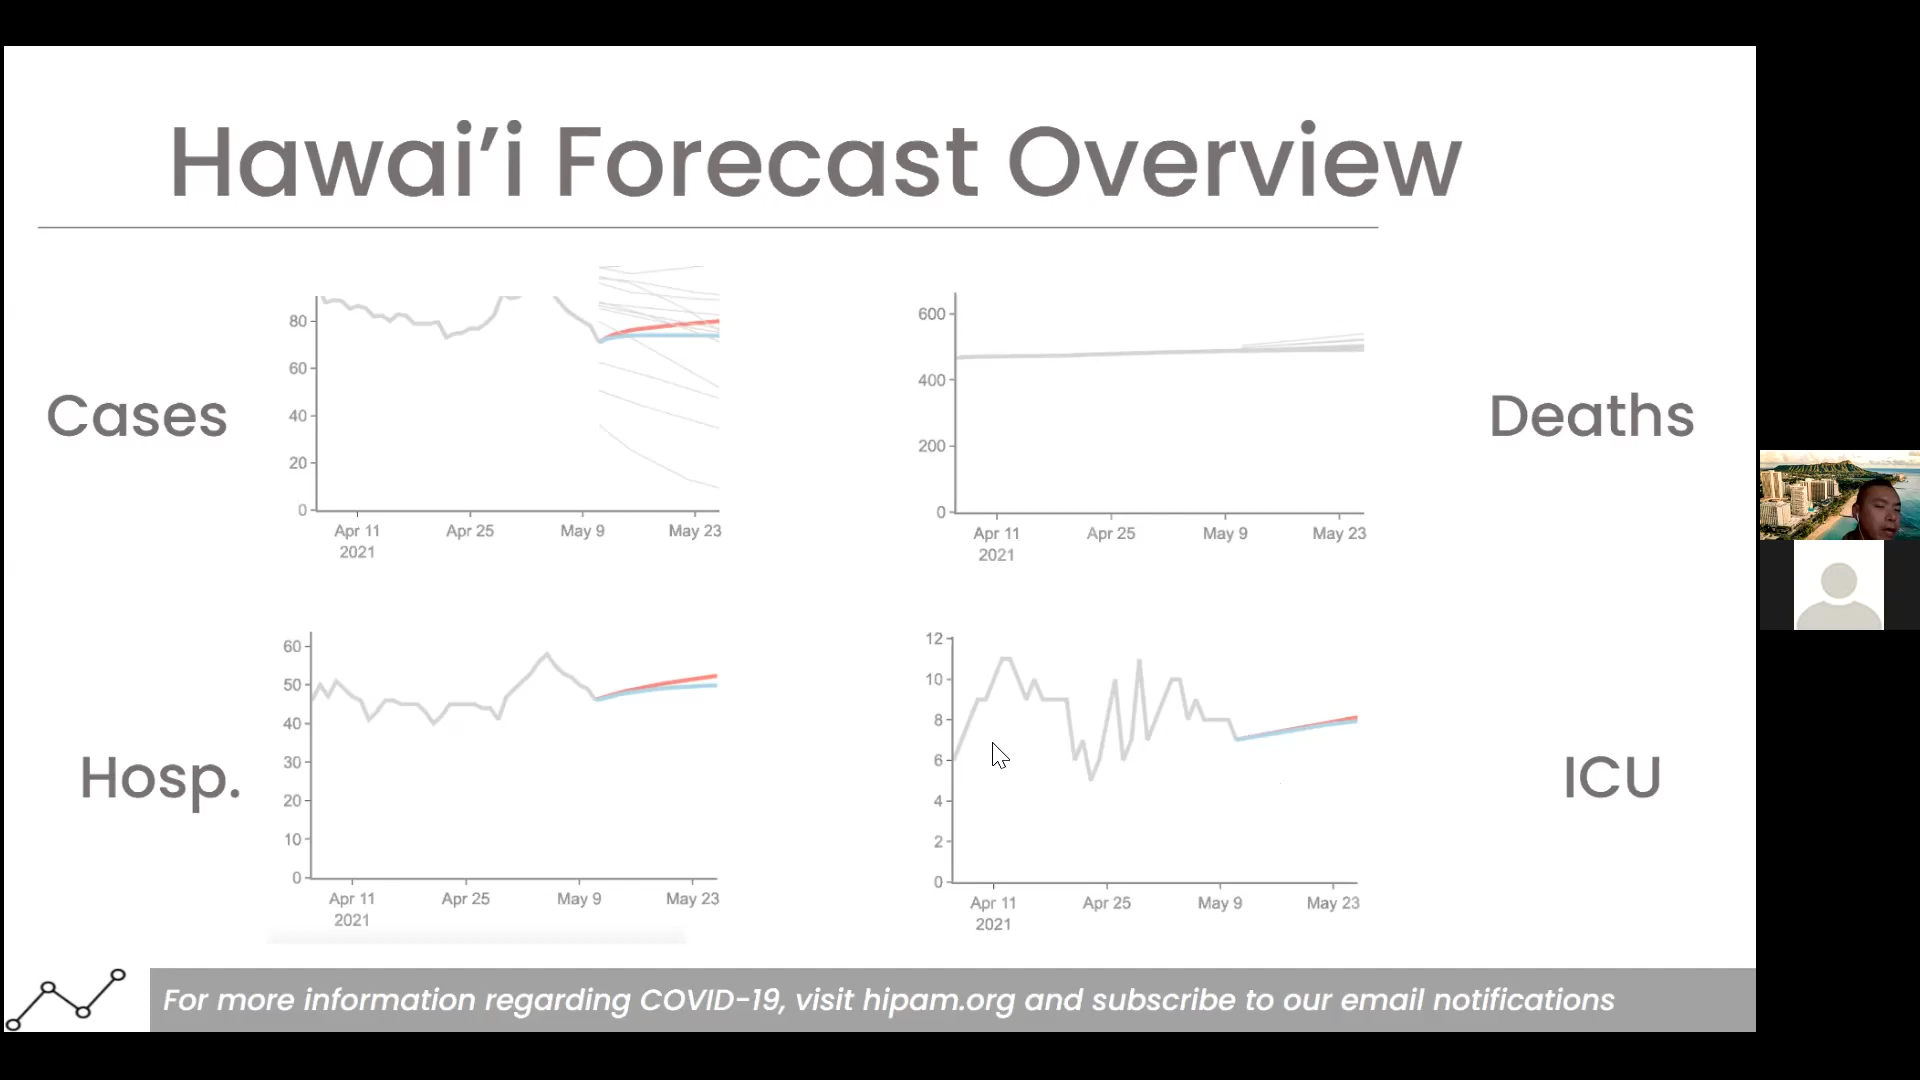 Hawai’i Forecast Overview
Cases
80
60
40
20
0
Apr 11
2021
Apr 25
May 9
May 23
600
400
200
0
Apr 11
2021
Apr 25
May 9
May 23
Deaths
Hosp.
60
50
40
30
20
10
0
Apr 11
2021
Apr 25
May 9
May 23
12
10
8
6
4
2
0
Apr 11
2021
Apr 25
May 9
May 23
ICU
For more information regarding COVID-19, visit hipam.org and subscribe to our email notifications